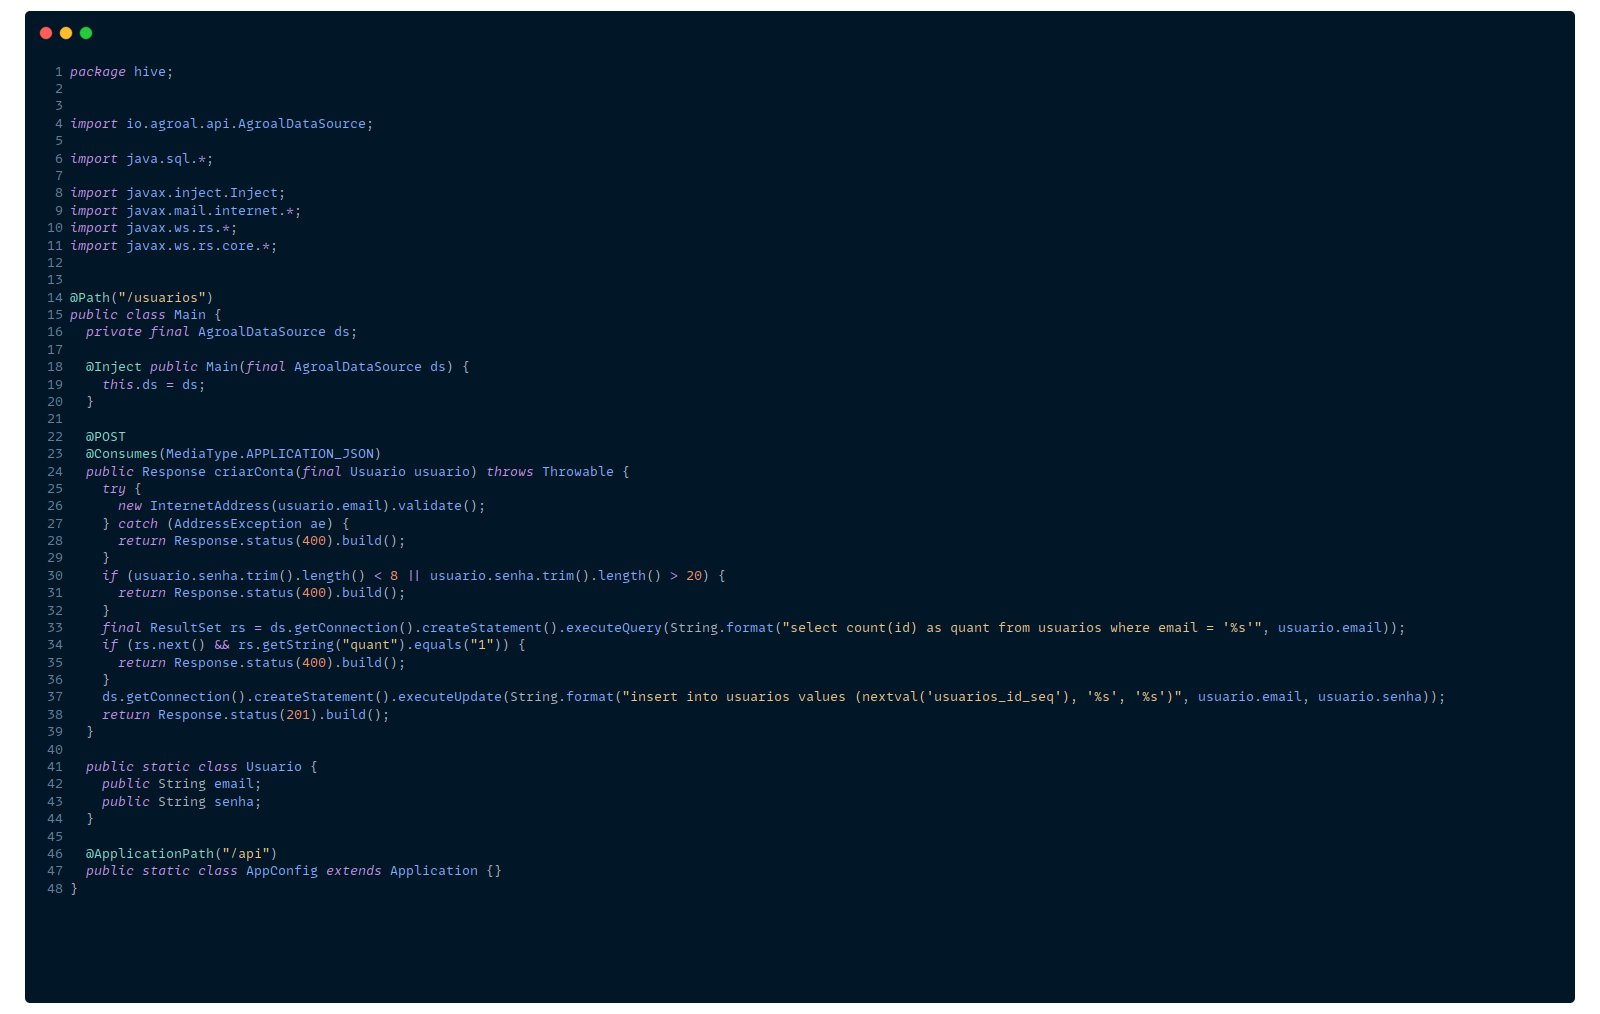 1 package hive;
2
3
4 import io.agroal.api.AgroalDataSource;
5
6 import java.sql.*;
7
8 import javax.inject.Inject;
9 import javax.mail.internet.*;
10 import javax.ws.rs.*;
11 import javax.ws.rs.core.*;
12
13
14 @Path("/usuarios")
15 public class Main {
16   private final AgroalDataSource ds;
17
18   @Inject public Main(final AgroalDataSource ds) {
19     this.ds = ds;
20   }
21
22   @POST
23   @Consumes(MediaType.APPLICATION_JSON)
24   public Response criarConta(final Usuario usuario) throws Throwable {
25     try {
26       new InternetAddress(usuario.email).validate();
27     } catch (AddressException ae) {
28       return Response.status(400).build();
29     }
30     if (usuario.senha.trim().length() < 8 || usuario.senha.trim().length() > 20) {
31       return Response.status(400).build();
32     }
33     final ResultSet rs = ds.getConnection().createStatement().executeQuery(String.format("select count(id) as quant from usuarios where email = '%s'", usuario.email));
34     if (rs.next() && rs.getString("quant").equals("1")) {
35       return Response.status(400).build();
36     }
37     ds.getConnection().createStatement().executeUpdate(String.format("insert into usuarios values (nextval('usuarios_id_seq'), '%s', '%s')", usuario.email, usuario.senha));
38     return Response.status(201).build();
39   }
40
41   public static class Usuario {
42     public String email;
43     public String senha;
44   }
45
46   @ApplicationPath("/api")
47   public static class AppConfig extends Application {}
48 }